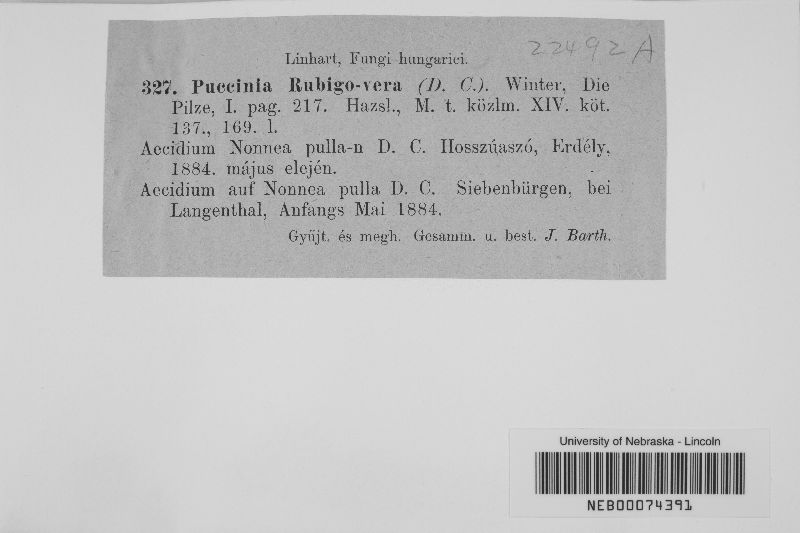 22492 A
Linhart, Fungi hungarici.
327. Puccinia Rubigo-vera (D. C.). Winter, Die
Pilze, I. pag. 217. Hazsl., M. t. közlm. XIV. köt.
137., 169. l.
Aecidium Nonnea pulla-n D. C. Hosszúaszó, Erdély,
1884. május elején.
Aecidium auf Nonnea pulla D. C. Siebenbürgen, bei
Langenthal, Anfangs Mai 1884.
Gyüjt. és megh. Gesamm. u. best. J. Barth.
University of Nebraska - Lincoln
NEB00074391